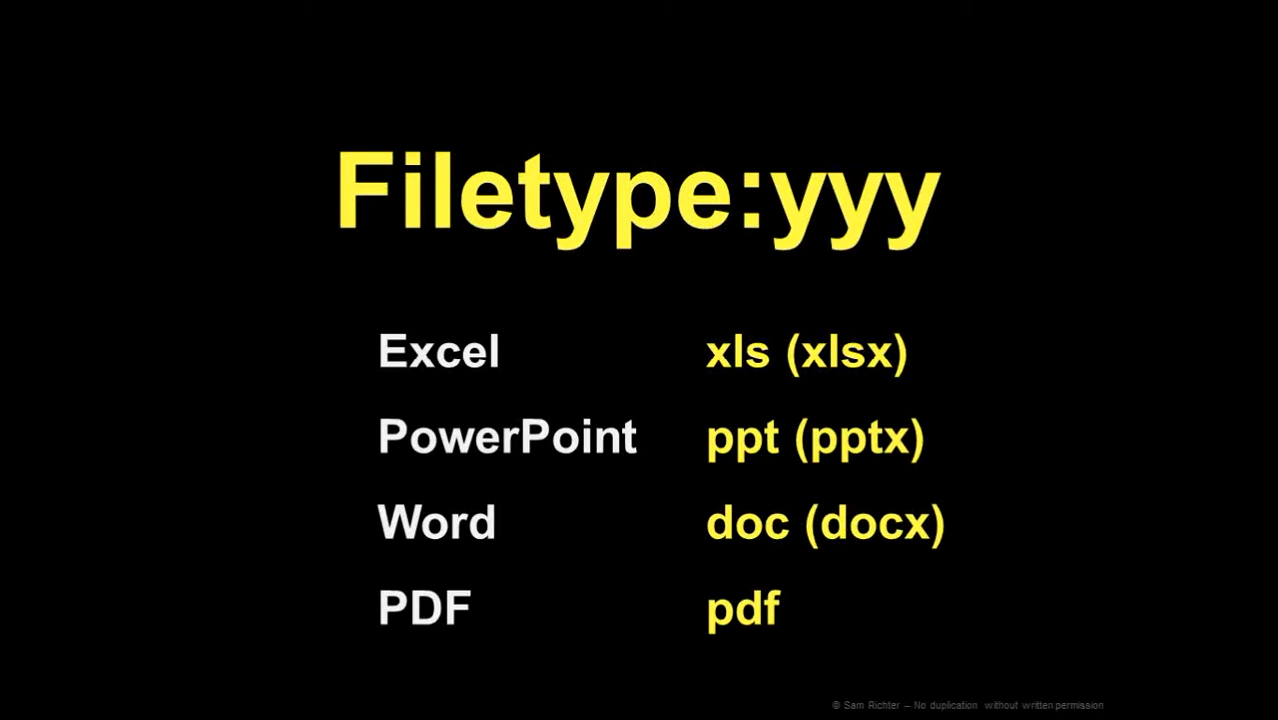 Filetype:yyy
Excel xls (xlsx)
PowerPoint ppt (pptx)
Word doc (docx)
PDF pdf
© Sam Richter – No duplication without written permission